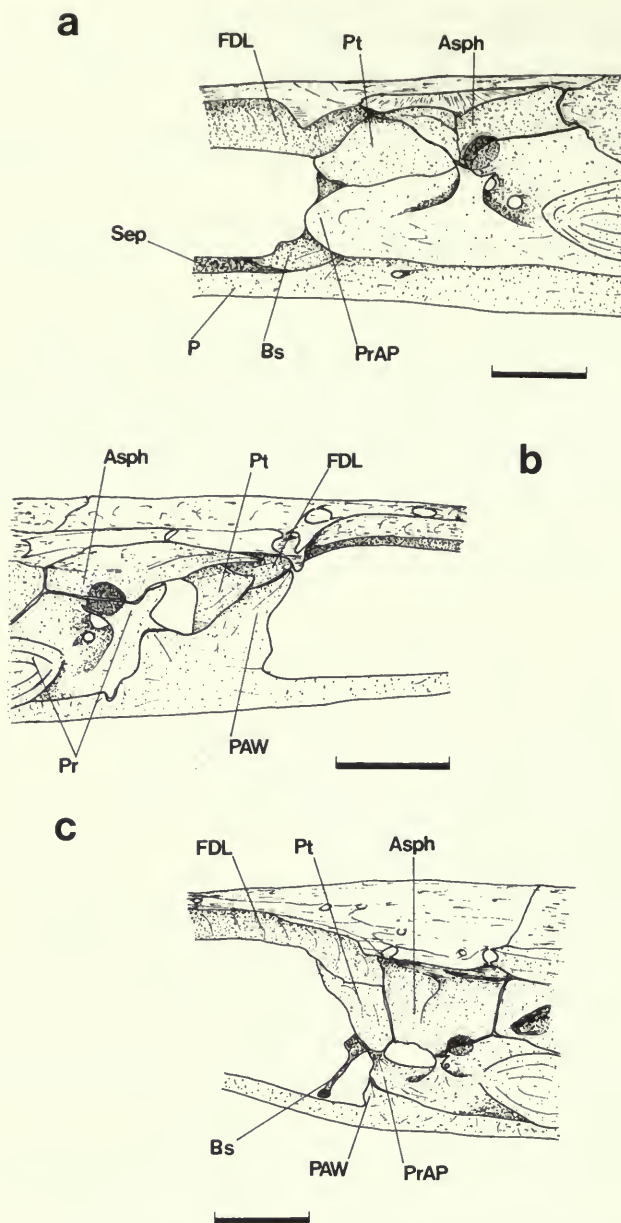 a
FDL Pt Asph
Sep
P Bs PrAP
b
Asph Pt FDL
Pr PAW
c
FDL Pt Asph
Bs PAW PrAP